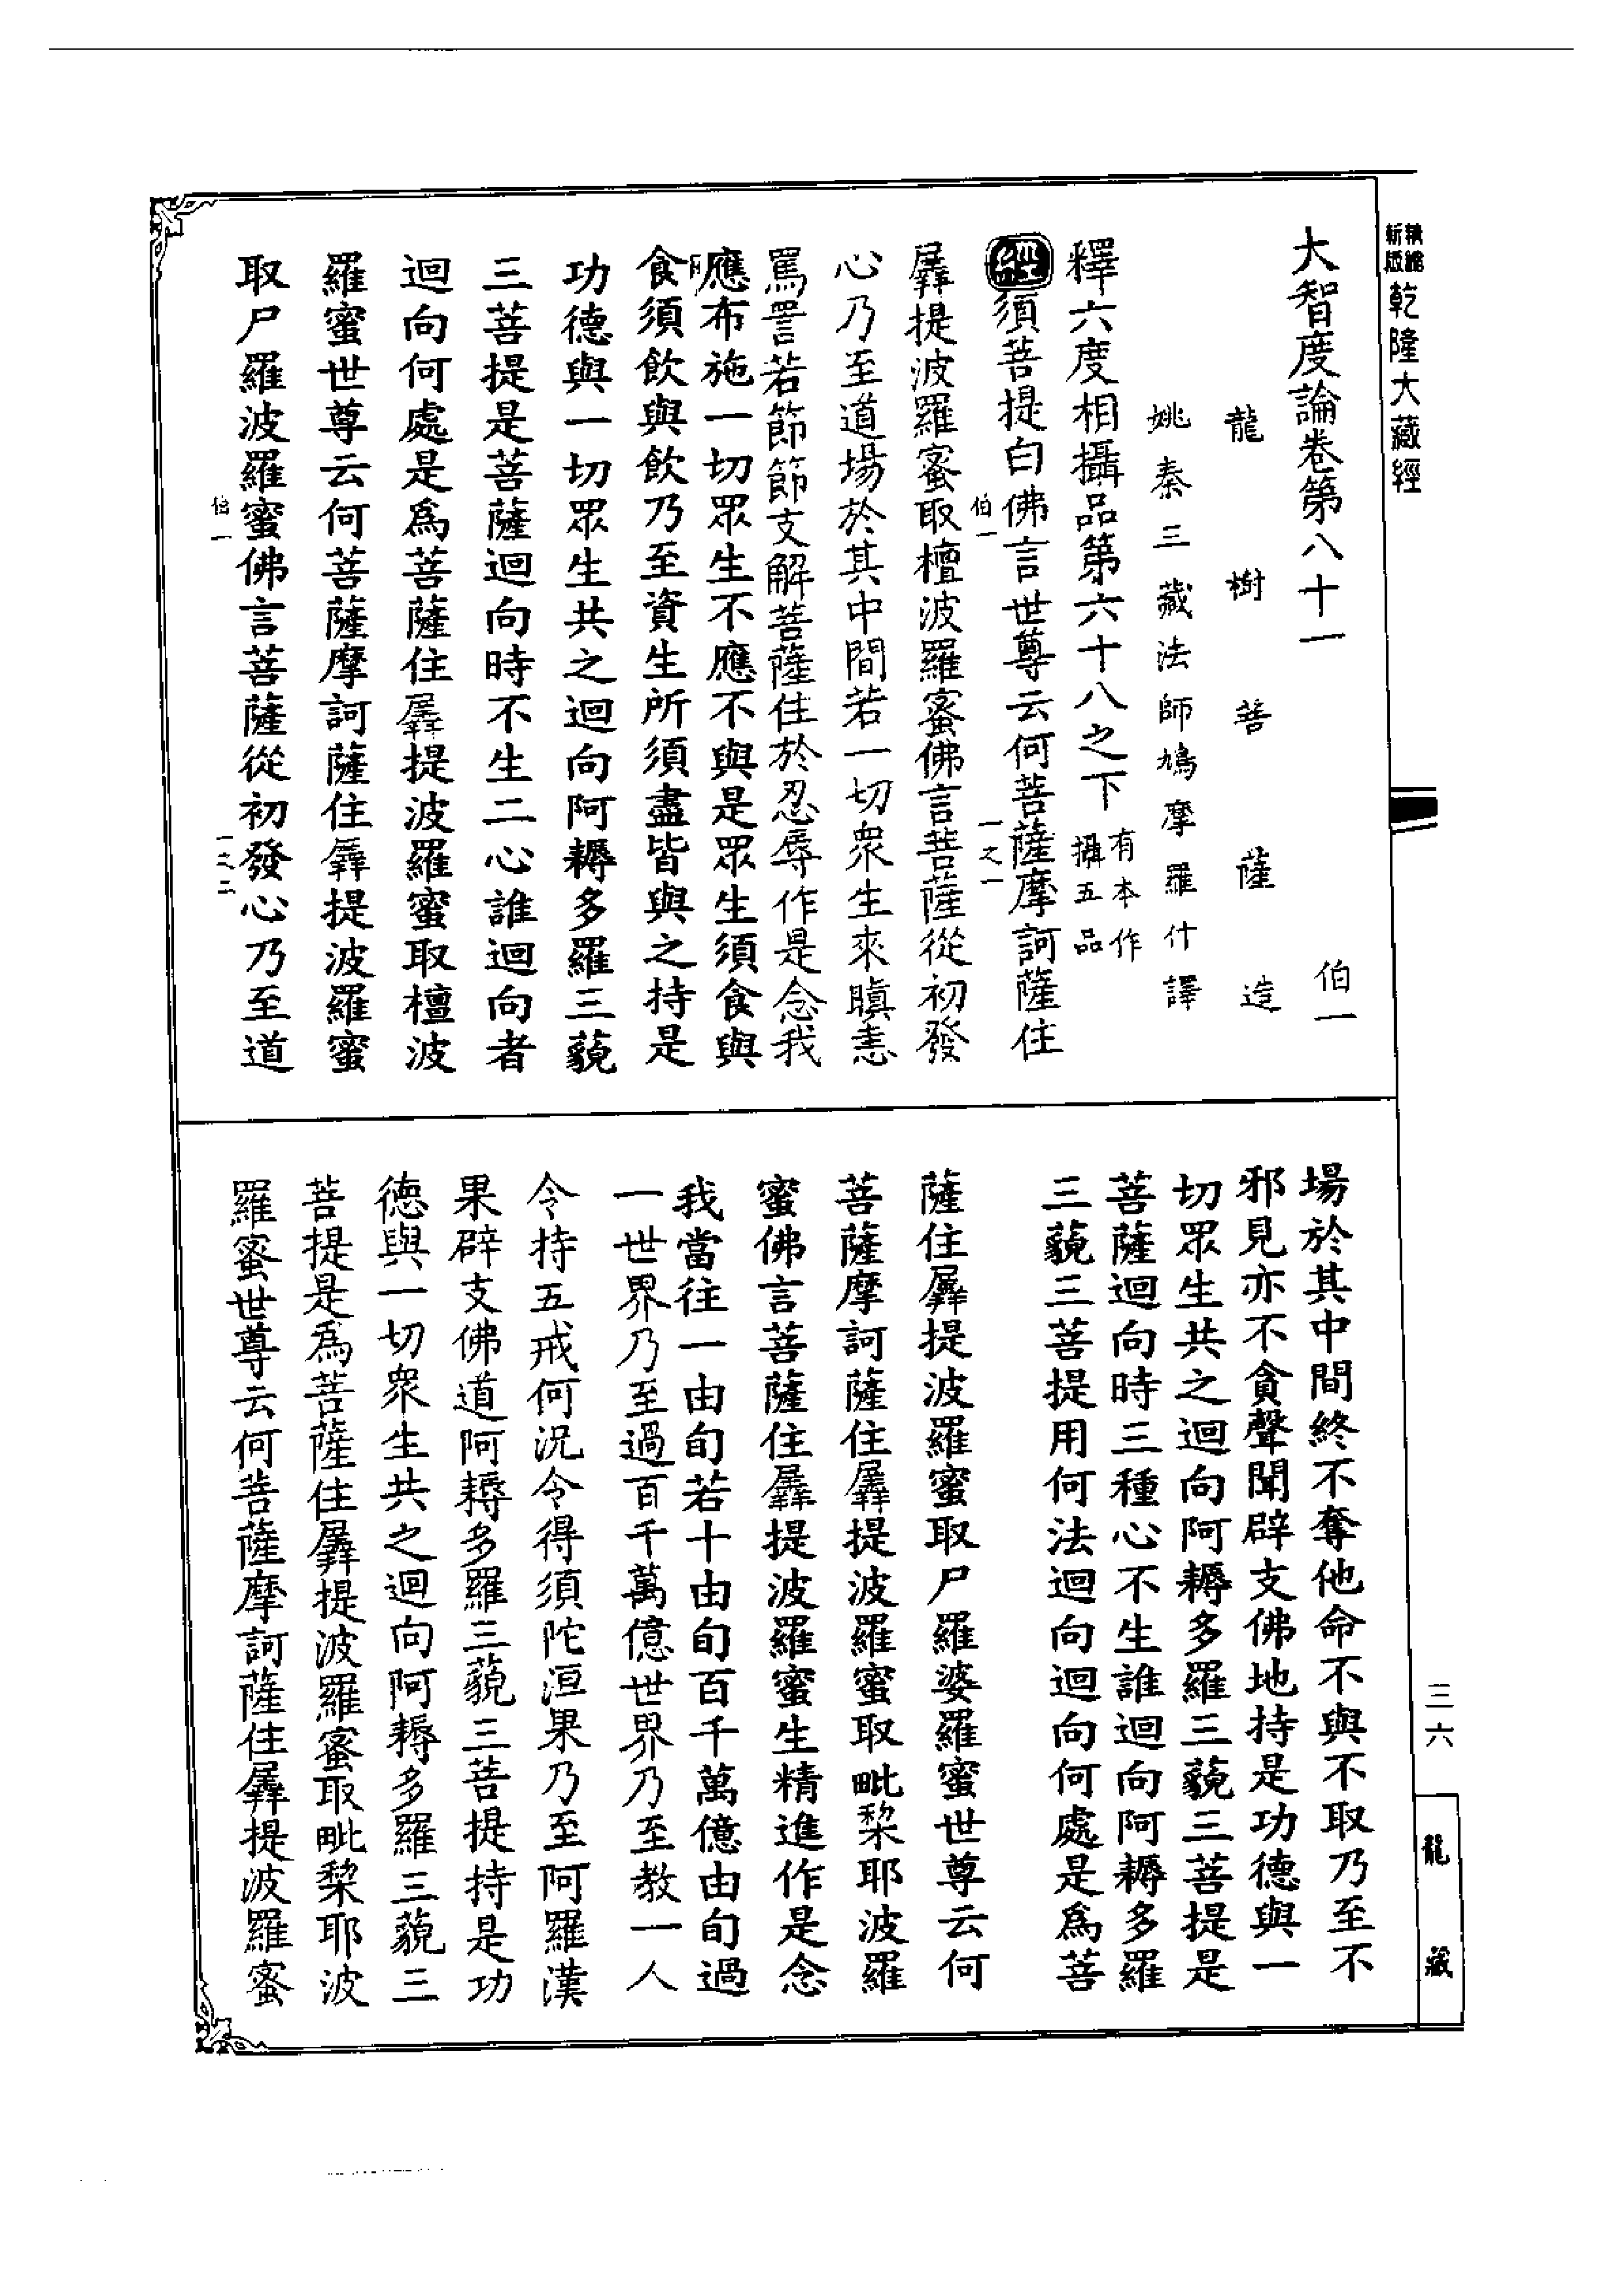 精縮新版乾隆大藏經
大智度論卷第八十一　伯一
龍樹菩薩造
姚秦三藏法師鳩摩羅什譯
釋六度相攝品第六十八之下 有本作攝五品
經須菩提白佛言世尊云何菩薩摩訶薩住
伯一　一之一
羼提波羅蜜取檀波羅蜜佛言菩薩從初發
心乃至道場於其中間若一切衆生來瞋恚
罵詈若節節支解菩薩住於忍辱作是念我
應布施一切眾生不應不與是眾生須食與
食須飲與飲乃至資生所須盡皆與之持是
功德與一切眾生共之迴向阿耨多羅三藐
三菩提是菩薩迴向時不生二心誰迴向者
迴向何處是爲菩薩住羼提波羅蜜取檀波
羅蜜世尊云何菩薩摩訶薩住羼提波羅蜜
取尸羅波羅蜜佛言菩薩從初發心乃至道
伯一　一之二
場於其中間終不奪他命不與不取乃至不
邪見亦不貪聲聞辟支佛地持是功德與一
切眾生共之迴向阿耨多羅三藐三菩提是
菩薩迴向時三種心不生誰迴向阿耨多羅
三藐三菩提用何法迴向迴向何處是爲菩
薩住羼提波羅蜜取尸羅婆羅蜜世尊云何
菩薩摩訶薩住羼提波羅蜜取毗梨耶波羅
蜜佛言菩薩住羼提波羅蜜生精進作是念
我當往一由旬若十由旬百千萬億由旬過
一世界乃至過百千萬億世界乃至教一人
令持五戒何況令得須陀洹果乃至阿羅漢
果辟支佛道阿耨多羅三藐三菩提持是功
德與一切衆生共之迴向阿耨多羅三藐三
菩提是爲菩薩住羼提波羅蜜取毗梨耶波
羅蜜世尊云何菩薩摩訶薩住羼提波羅蜜
三六
龍藏